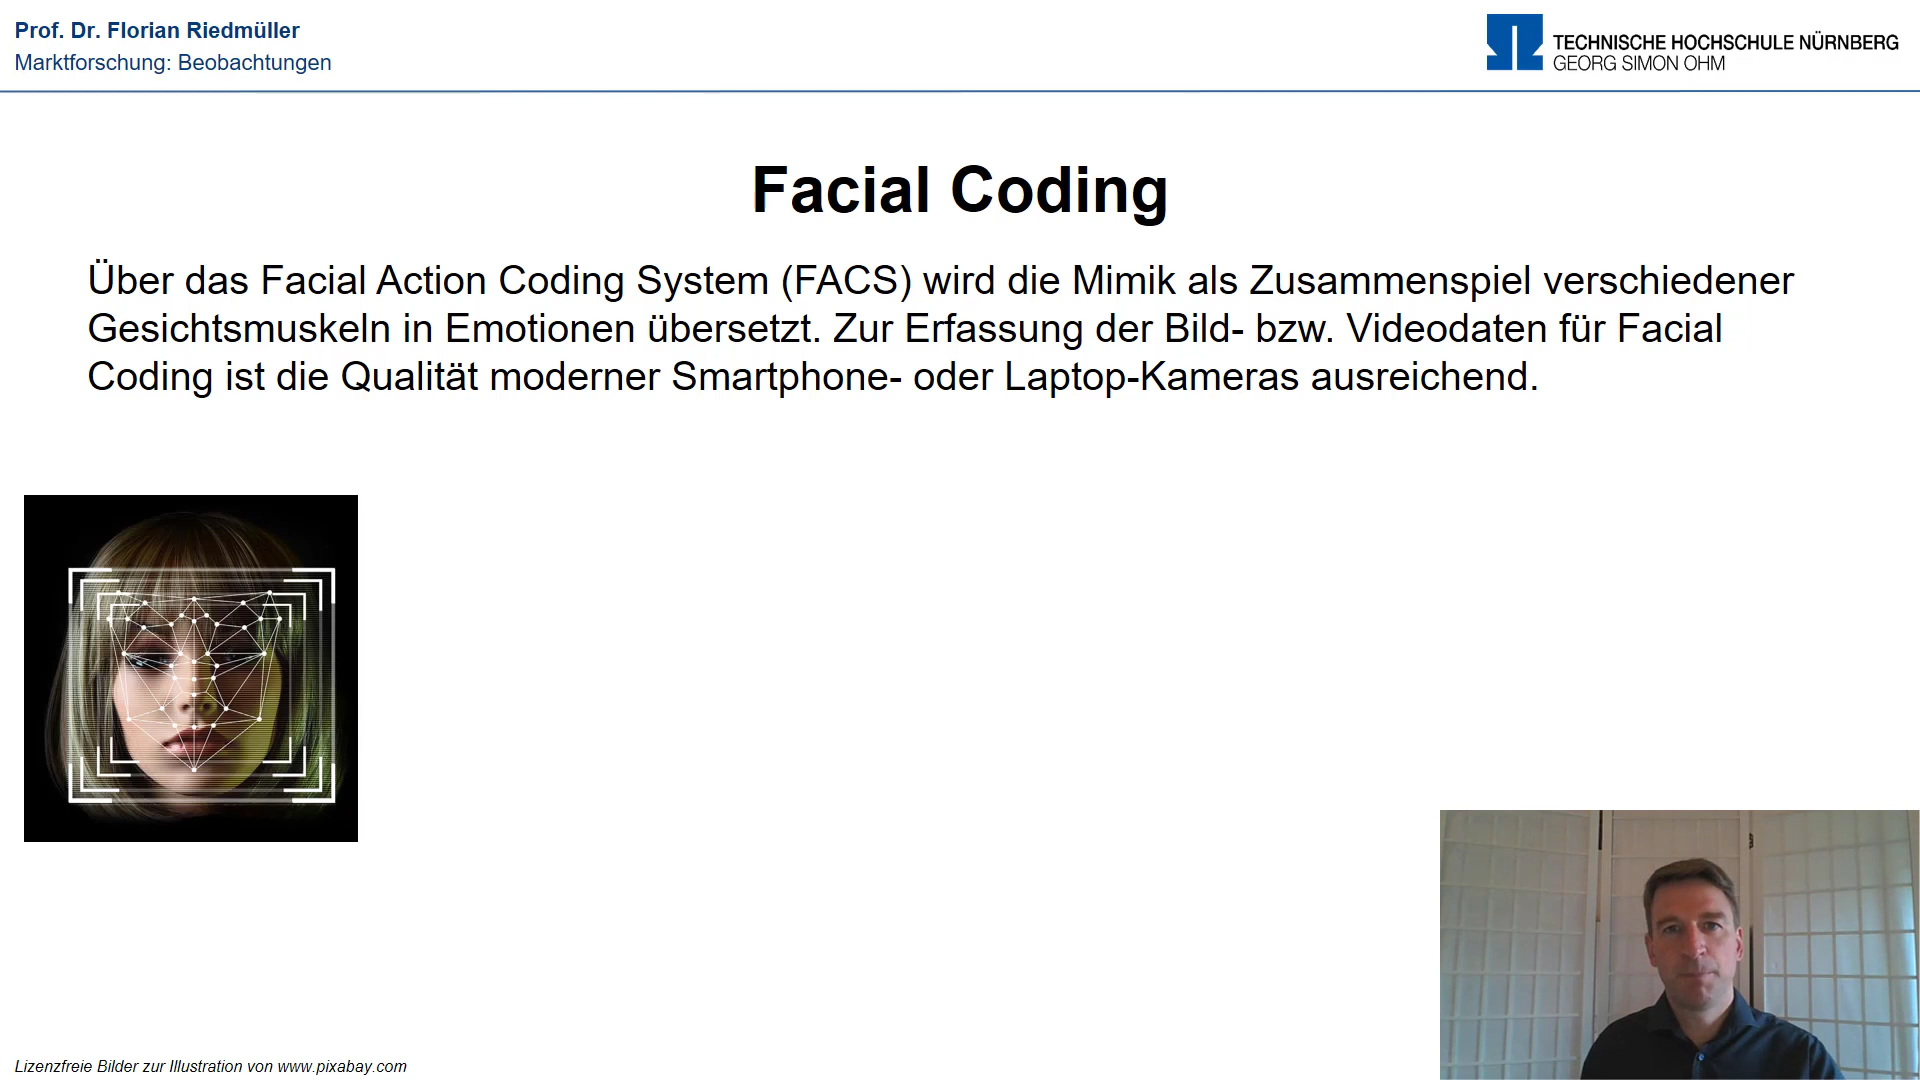 Prof. Dr. Florian Riedmüller
Marktforschung: Beobachtungen
TECHNISCHE HOCHSCHULE NÜRNBERG
GEORG SIMON OHM
Facial Coding
Über das Facial Action Coding System (FACS) wird die Mimik als Zusammenspiel verschiedener
Gesichtsmuskeln in Emotionen übersetzt. Zur Erfassung der Bild- bzw. Videodaten für Facial
Coding ist die Qualität moderner Smartphone- oder Laptop-Kameras ausreichend.
Lizenzfreie Bilder zur Illustration von www.pixabay.com